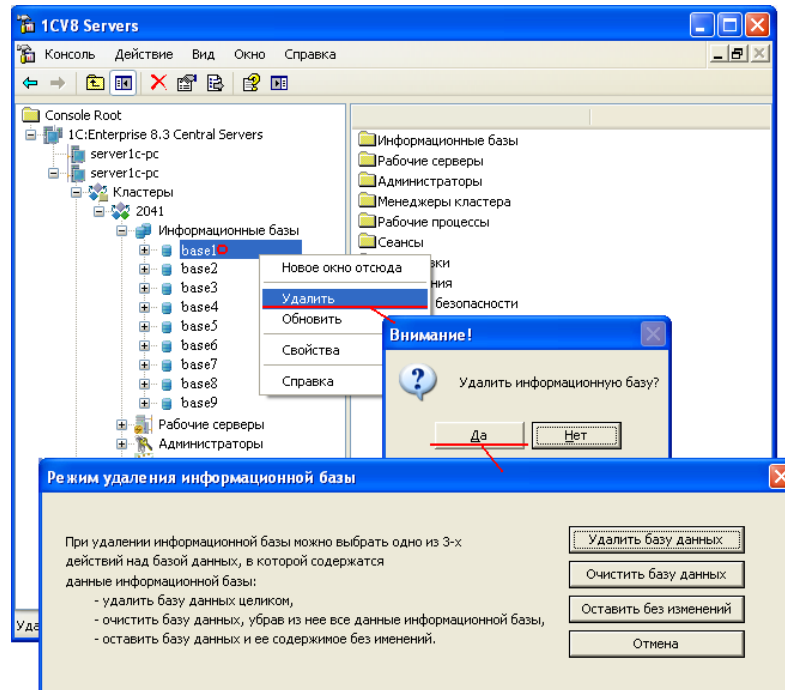 1CV8 Servers
Консоль Действие Вид Окно Справка
Console Root
1C:Enterprise 8.3 Central Servers
server1c-pc
server1c-pc
Кластеры
2041
Информационные базы
base1
base2
base3
base4
base5
base6
base7
base8
base9
Рабочие серверы
Администраторы
Информационные базы
Рабочие серверы
Администраторы
Менеджеры кластера
Рабочие процессы
Сеансы
безопасности
Новое окно отсюда
Удалить
Обновить
Свойства
Справка
Внимание!
Удалить информационную базу?
Да Нет
Режим удаления информационной базы
При удалении информационной базы можно выбрать одно из 3-х
действий над базой данных, в которой содержатся
данные информационной базы:
- удалить базу данных целиком,
- очистить базу данных, убрав из нее все данные информационной базы,
- оставить базу данных и ее содержимое без именений.
Удалить базу данных
Очистить базу данных
Оставить без изменений
Отмена